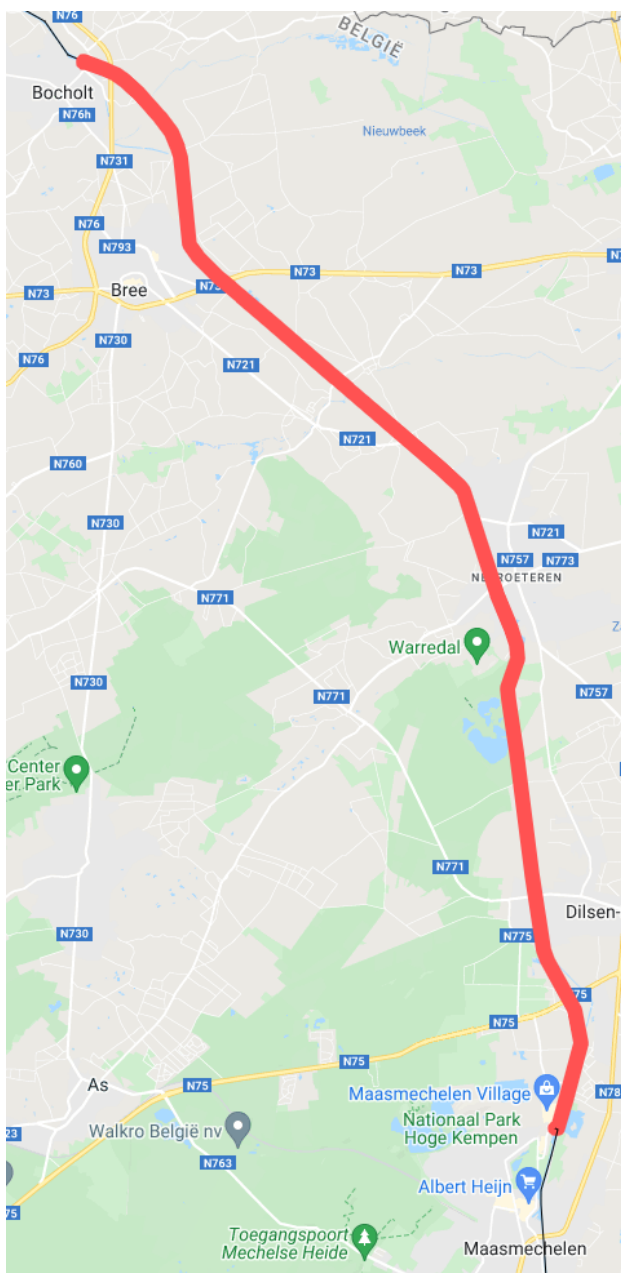 N76
N76
BELGIË
Bocholt
N76h
Nieuwbeek
N731
N76
N793
N73
N73
Bree
N73
N730
N76
N721
N721
N760
N730
N721
N757
N773
N771
Warredal
N730
N771
N757
Center
er Park
N771
Dilsen-
N730
N775
N75
N75
As
N75
Maasmechelen Village
N78
Nationaal Park
Hoge Kempen
Walkro België nv
N763
Albert Heijn
Toegangspoort
Mechelse Heide
Maasmechelen